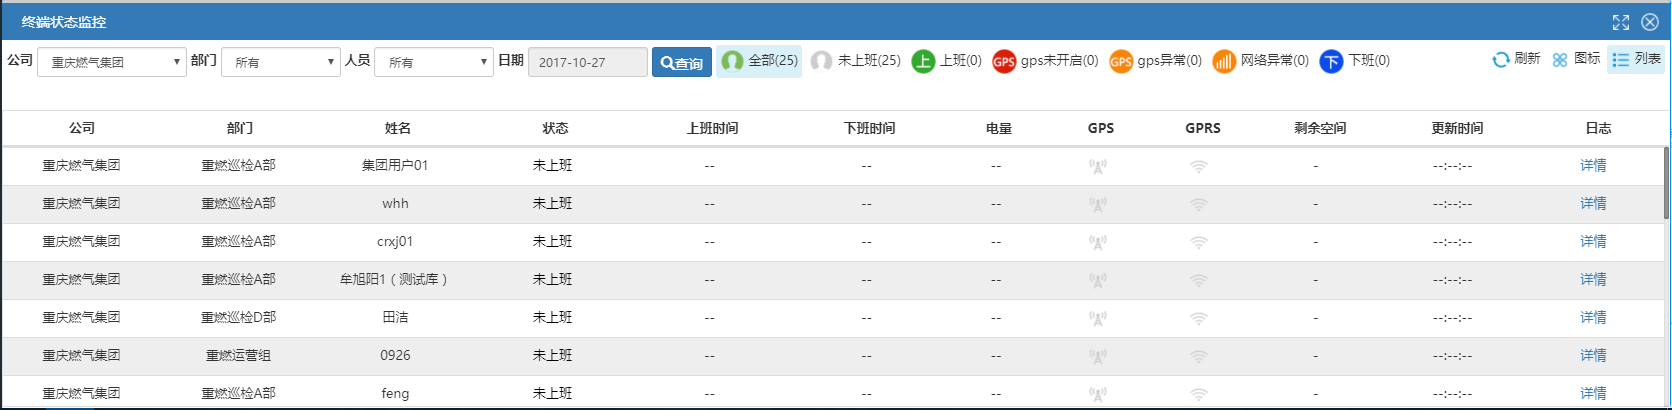 终端状态监控
公司 重庆燃气集团 部门 所有 人员 所有 日期 2017-10-27 查询 全部(25) 未上班(25) 上 上班(0) GPS gps未开启(0) GPS gps异常(0) 网络异常(0) 下 下班(0) 刷新 图标 列表
公司 部门 姓名 状态 上班时间 下班时间 电量 GPS GPRS 剩余空间 更新时间 日志
重庆燃气集团 重燃巡检A部 集团用户01 未上班 -- -- -- - --:--:-- 详情
重庆燃气集团 重燃巡检A部 whh 未上班 -- -- -- - --:--:-- 详情
重庆燃气集团 重燃巡检A部 crxj01 未上班 -- -- -- - --:--:-- 详情
重庆燃气集团 重燃巡检A部 牟旭阳1（测试库） 未上班 -- -- -- - --:--:-- 详情
重庆燃气集团 重燃巡检D部 田洁 未上班 -- -- -- - --:--:-- 详情
重庆燃气集团 重燃运营组 0926 未上班 -- -- -- - --:--:-- 详情
重庆燃气集团 重燃巡检A部 feng 未上班 -- -- -- - --:--:-- 详情